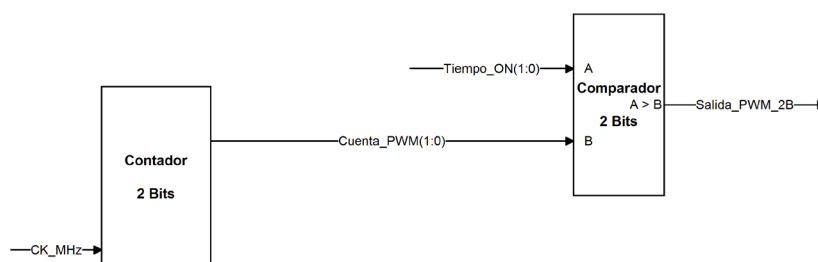 Tiempo_ON(1:0)
A
Comparador
A > B
Salida_PWM_2B
2 Bits
Cuenta_PWM(1:0)
B
Contador
2 Bits
CK_MHz